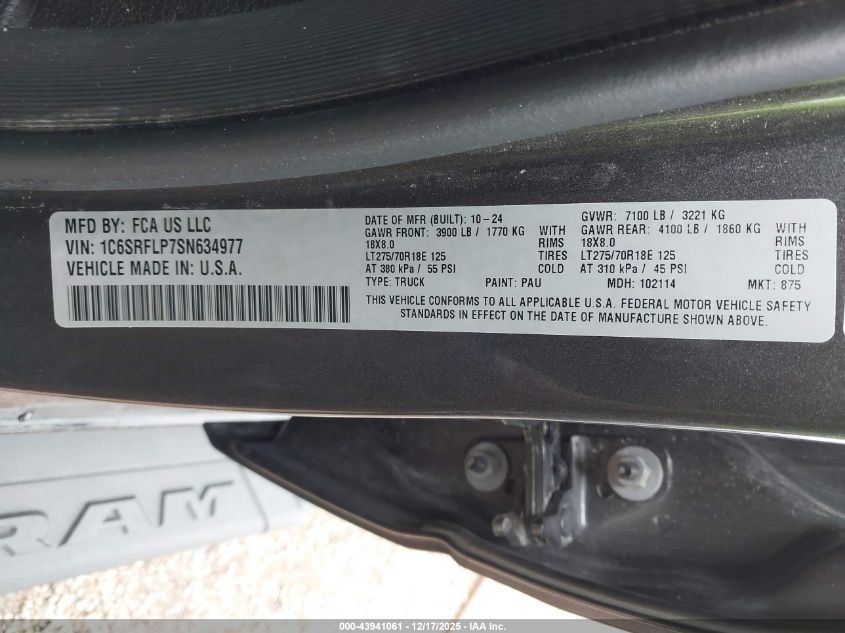 MFD BY: FCA US LLC
VIN: 1C6SRFLP7SN634977
VEHICLE MADE IN: U.S.A.
DATE OF MFR (BUILT): 10-24 GVWR: 7100 LB / 3221 KG
GAWR FRONT: 3900 LB / 1770 KG WITH GAWR REAR: 4100 LB / 1860 KG WITH
18X8.0 RIMS 18X8.0 RIMS
LT275/70R18E 125 TIRES LT275/70R18E 125 TIRES
AT 380 kPa / 55 PSI COLD AT 310 kPa / 45 PSI COLD
TYPE: TRUCK PAINT: PAU MDH: 102114 MKT: 875
THIS VEHICLE CONFORMS TO ALL APPLICABLE U.S.A. FEDERAL MOTOR VEHICLE SAFETY
STANDARDS IN EFFECT ON THE DATE OF MANUFACTURE SHOWN ABOVE.
RAM
000-43941061 - 12/17/2025 - IAA Inc.